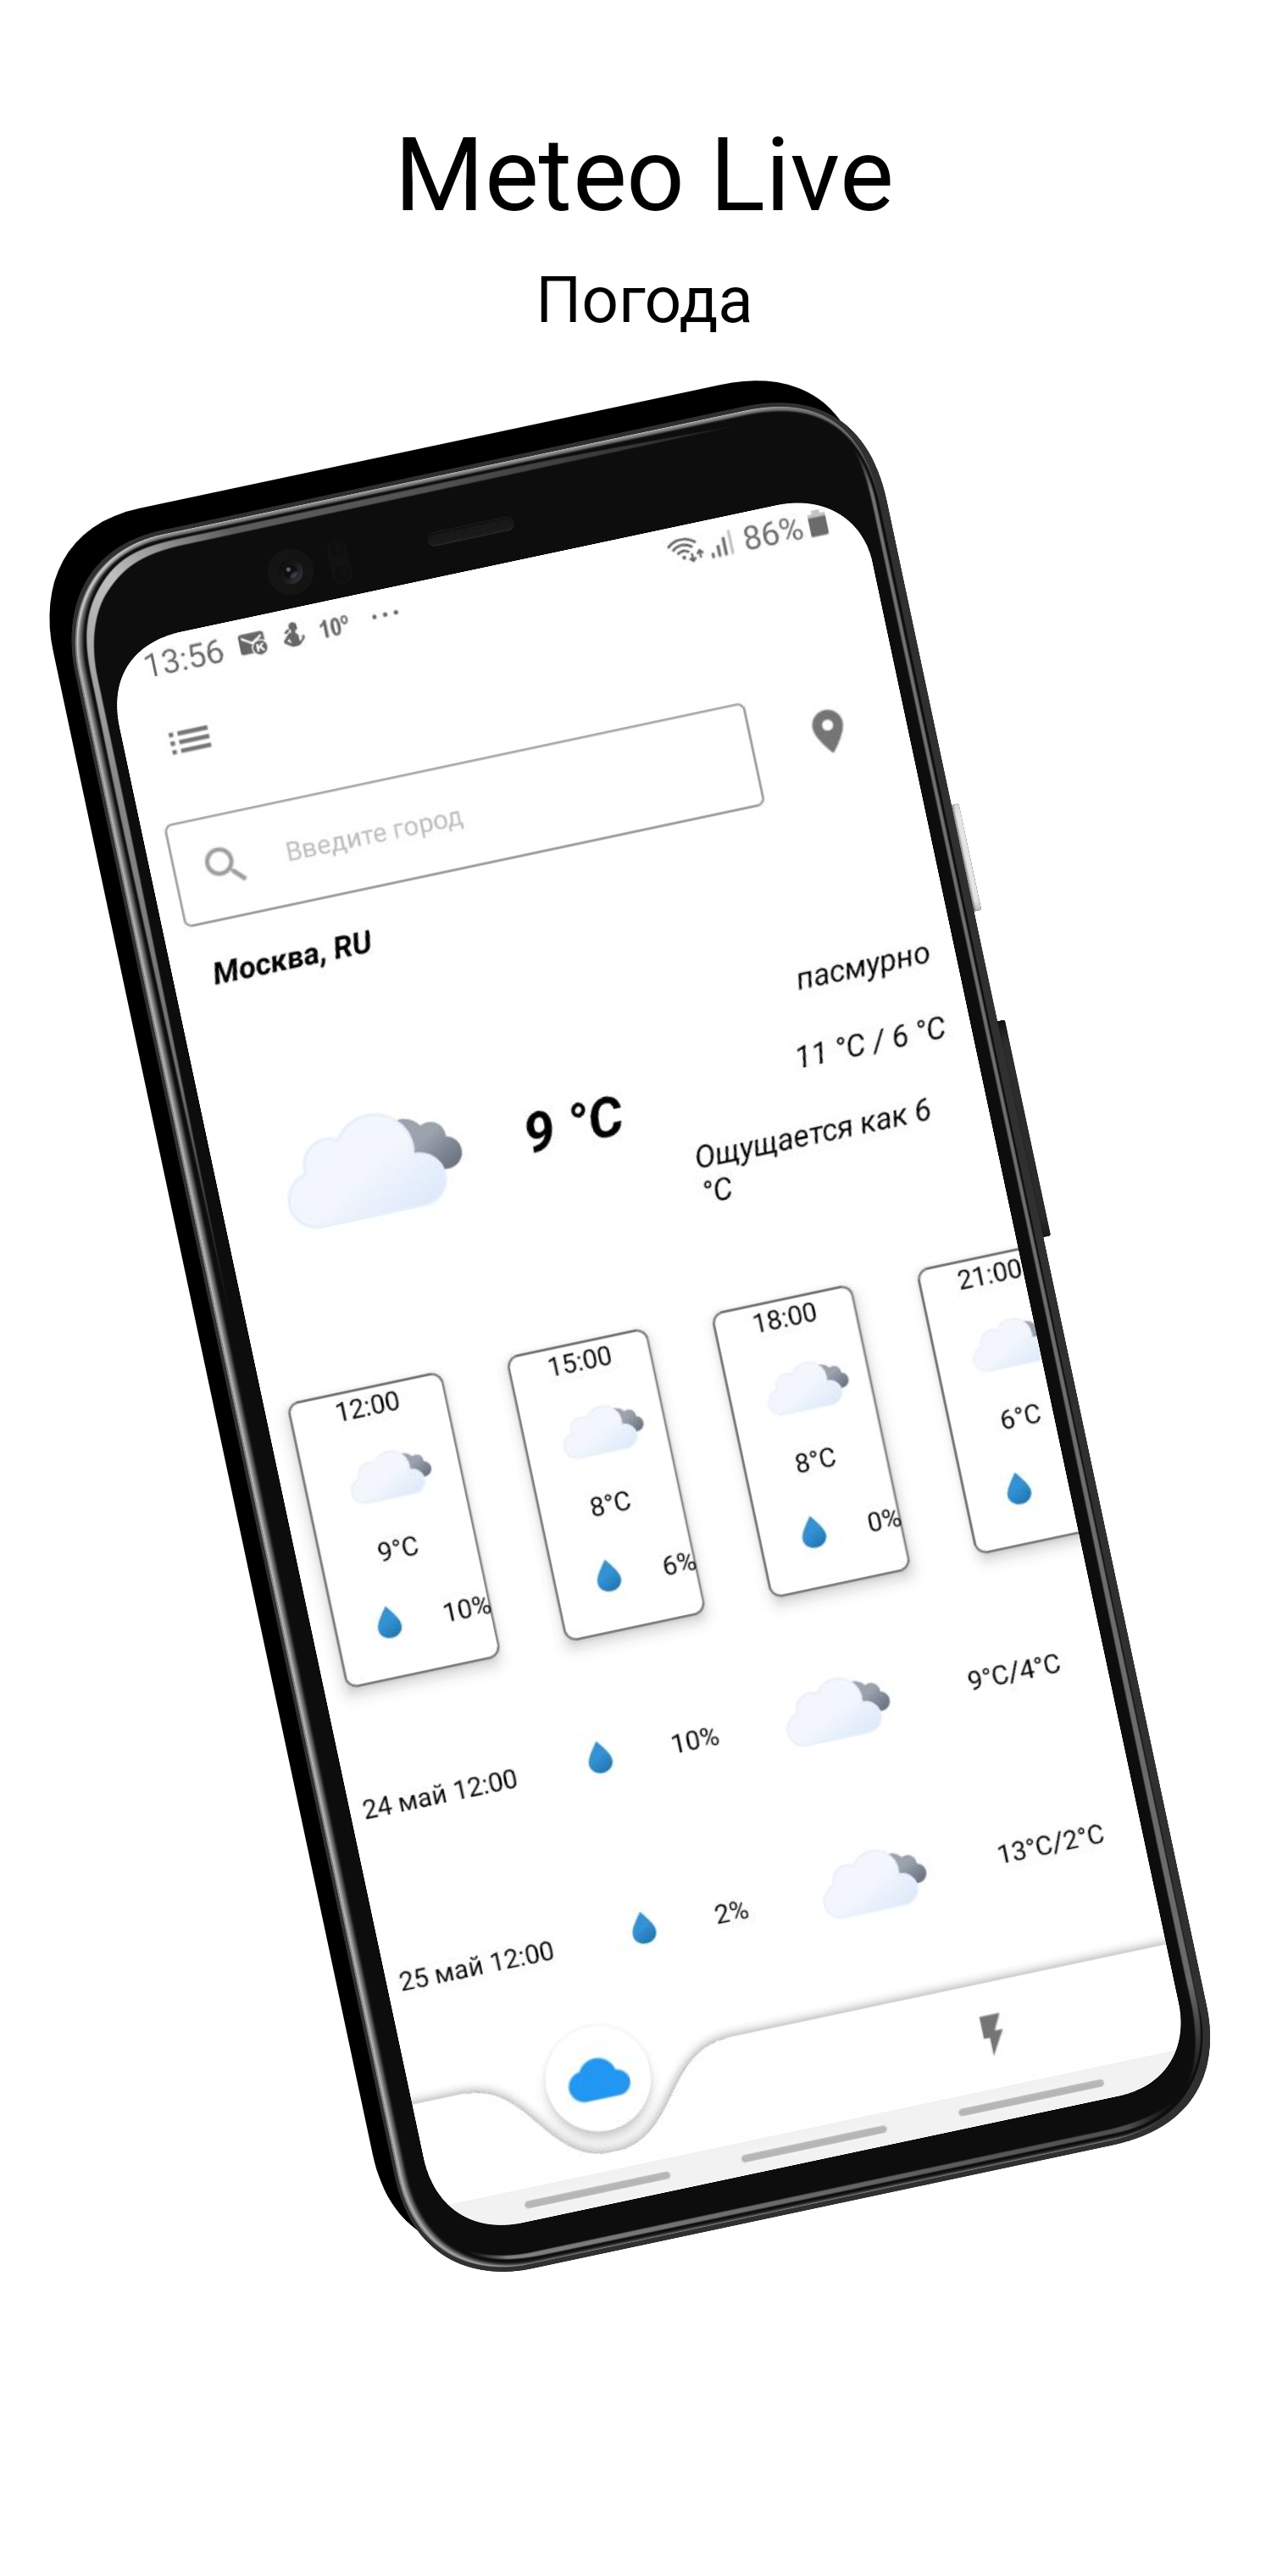 Meteo Live
Погода
13:56 10° ...
86%
Введите город
Москва, RU
пасмурно
9 °C
11 °C / 6 °C
Ощущается как 6
°C
12:00
9°C
10%
15:00
8°C
6%
18:00
8°C
0%
21:00
6°C
24 май 12:00 10% 9°C/4°C
25 май 12:00 2% 13°C/2°C